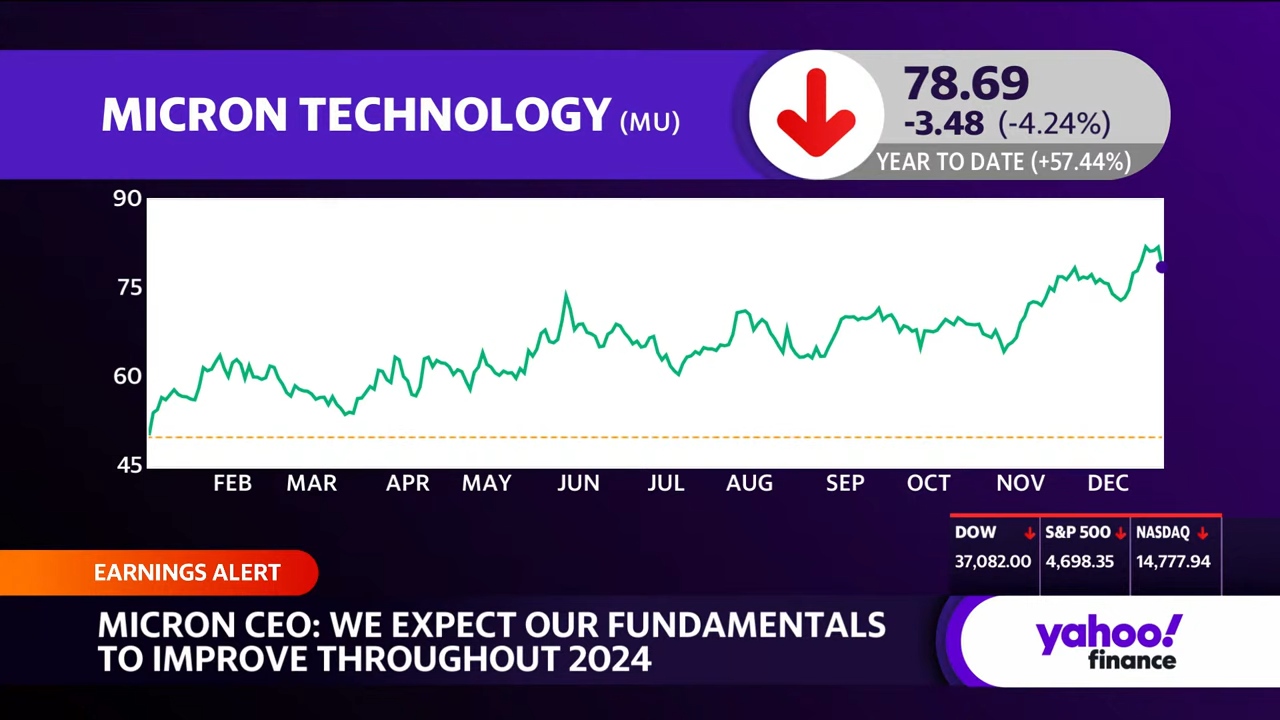 MICRON TECHNOLOGY (MU)
78.69
-3.48 (-4.24%)
YEAR TO DATE (+57.44%)
90
75
60
45
FEB MAR APR MAY JUN JUL AUG SEP OCT NOV DEC
DOW S&P 500 NASDAQ
37,082.00 4,698.35 14,777.94
EARNINGS ALERT
MICRON CEO: WE EXPECT OUR FUNDAMENTALS
TO IMPROVE THROUGHOUT 2024
yahoo!
finance